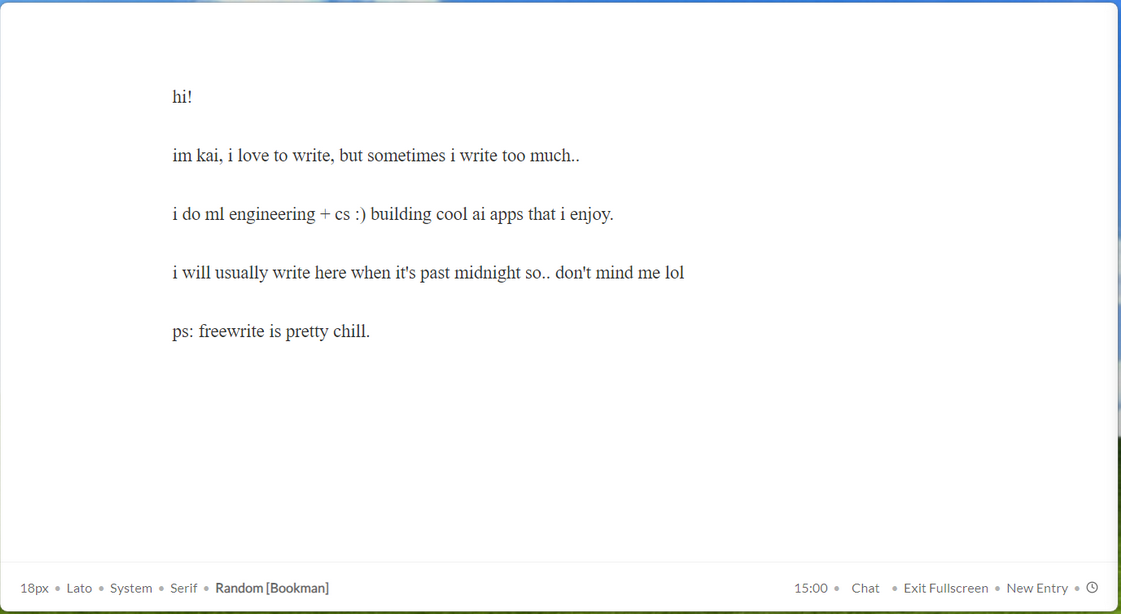 hi!
im kai, i love to write, but sometimes i write too much..
i do ml engineering + cs :) building cool ai apps that i enjoy.
i will usually write here when it's past midnight so.. don't mind me lol
ps: freewrite is pretty chill.
18px • Lato • System • Serif • Random [Bookman] 15:00 • Chat • Exit Fullscreen • New Entry •